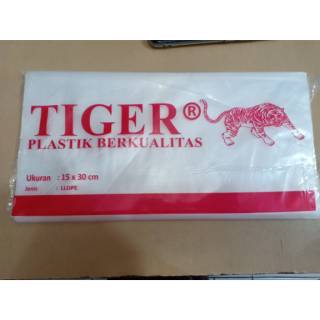 TIGER®
PLASTIK BERKUALITAS
Ukuran : 15 x 30 cm
Jenis : LLDPE